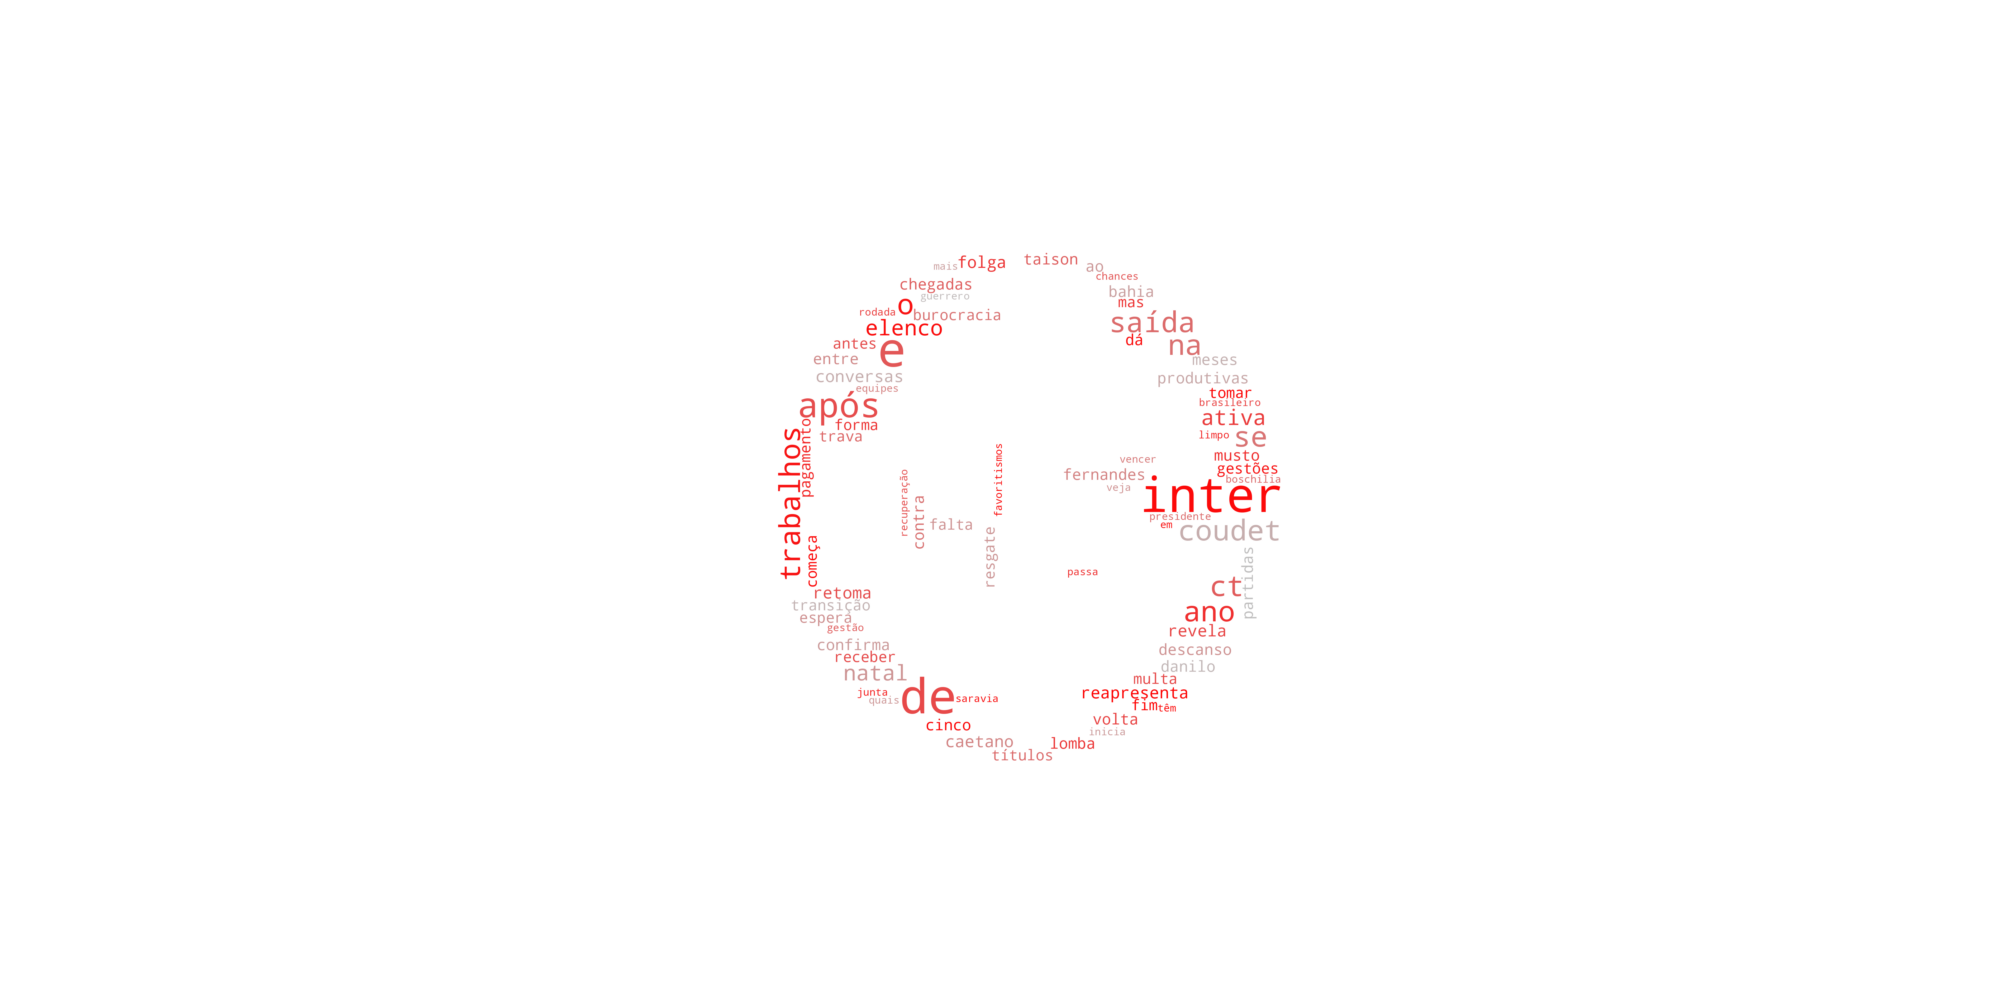 taison
folga
mais
ao
chances
chegadas
bahia
guerrero
mas
o
rodada
burocracia
saída
elenco
dá
antes
na
e
entre
meses
conversas
produtivas
equipes
tomar
brasileiro
após
ativa
forma
limpo
se
trava
musto
pagamento
vencer
gestões
fernandes
boschilia
veja
inter
trabalhos
favoritismos
recuperação
presidente
em
contra
falta
coudet
resgate
começa
passa
partidas
ct
retoma
transição
ano
espera
gestão
revela
confirma
descanso
receber
danilo
natal
multa
junta
reapresenta
quais
de
saravia
fim
têm
volta
cinco
inicia
caetano
lomba
títulos